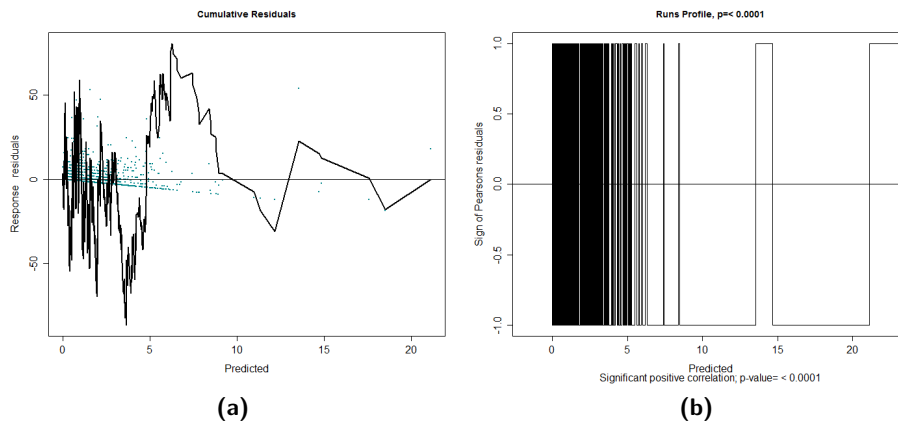 Cumulative Residuals
Response residuals
50
0
-50
0 5 10 15 20
Predicted
(a)
Runs Profile, p=< 0.0001
Sign of Pearsons residuals
1.0
0.5
0.0
-0.5
-1.0
0 5 10 15 20
Predicted
Significant positive correlation; p-value= < 0.0001
(b)